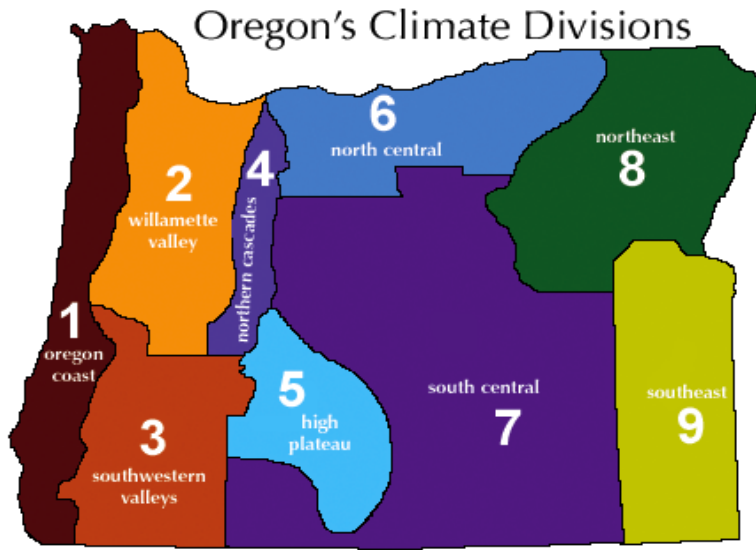 Oregon's Climate Divisions
1
oregon
coast
2
willamette
valley
3
southwestern
valleys
4
northern cascades
5
high
plateau
6
north central
south central
7
northeast
8
southeast
9